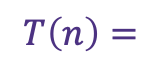 T(n) =